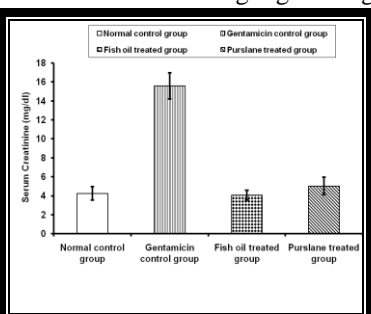 Normal control group Gentamicin control group
Fish oil treated group Purslane treated group
Serum Creatinine (mg/dl)
18
16
14
12
10
8
6
4
2
0
Normal control Gentamicin Fish oil treated Purslane treated
group control group group group